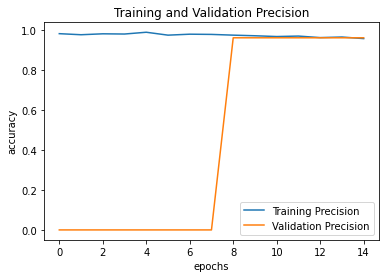 Training and Validation Precision
accuracy
1.0
0.8
0.6
0.4
0.2
0.0
0
2
4
6
8
10
12
14
epochs
Training Precision
Validation Precision